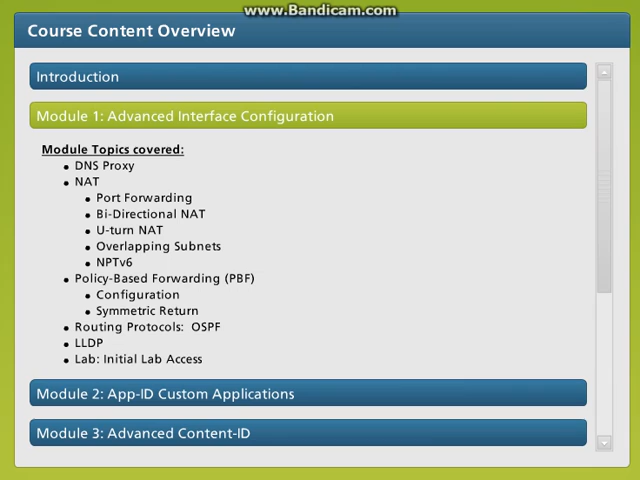 www.Bandicam.com
Course Content Overview
Introduction
Module 1: Advanced Interface Configuration
Module Topics covered:
• DNS Proxy
• NAT
• Port Forwarding
• Bi-Directional NAT
• U-turn NAT
• Overlapping Subnets
• NPTv6
• Policy-Based Forwarding (PBF)
• Configuration
• Symmetric Return
• Routing Protocols: OSPF
• LLDP
• Lab: Initial Lab Access
Module 2: App-ID Custom Applications
Module 3: Advanced Content-ID